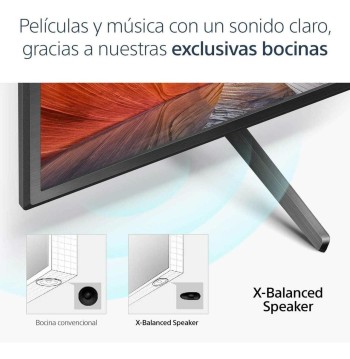 Películas y música con un sonido claro,
gracias a nuestras exclusivas bocinas
Bocina convencional
X-Balanced Speaker
X-Balanced
Speaker